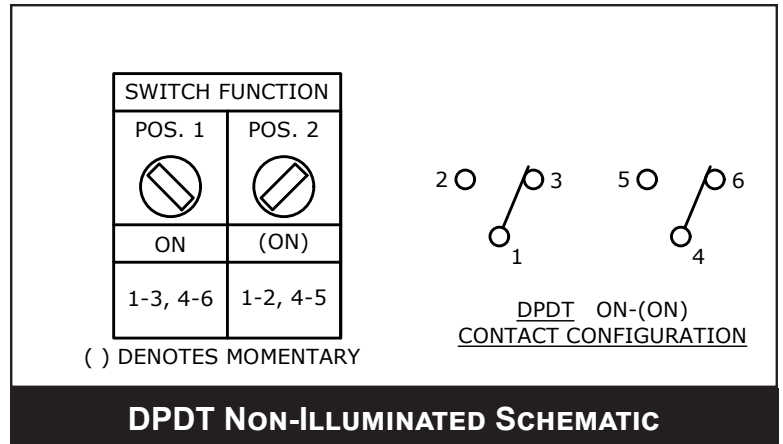 SWITCH FUNCTION
POS. 1 POS. 2
ON (ON)
1-3, 4-6 1-2, 4-5
( ) DENOTES MOMENTARY
2 3 5 6
1 4
DPDT ON-(ON)
CONTACT CONFIGURATION
DPDT NON-ILLUMINATED SCHEMATIC